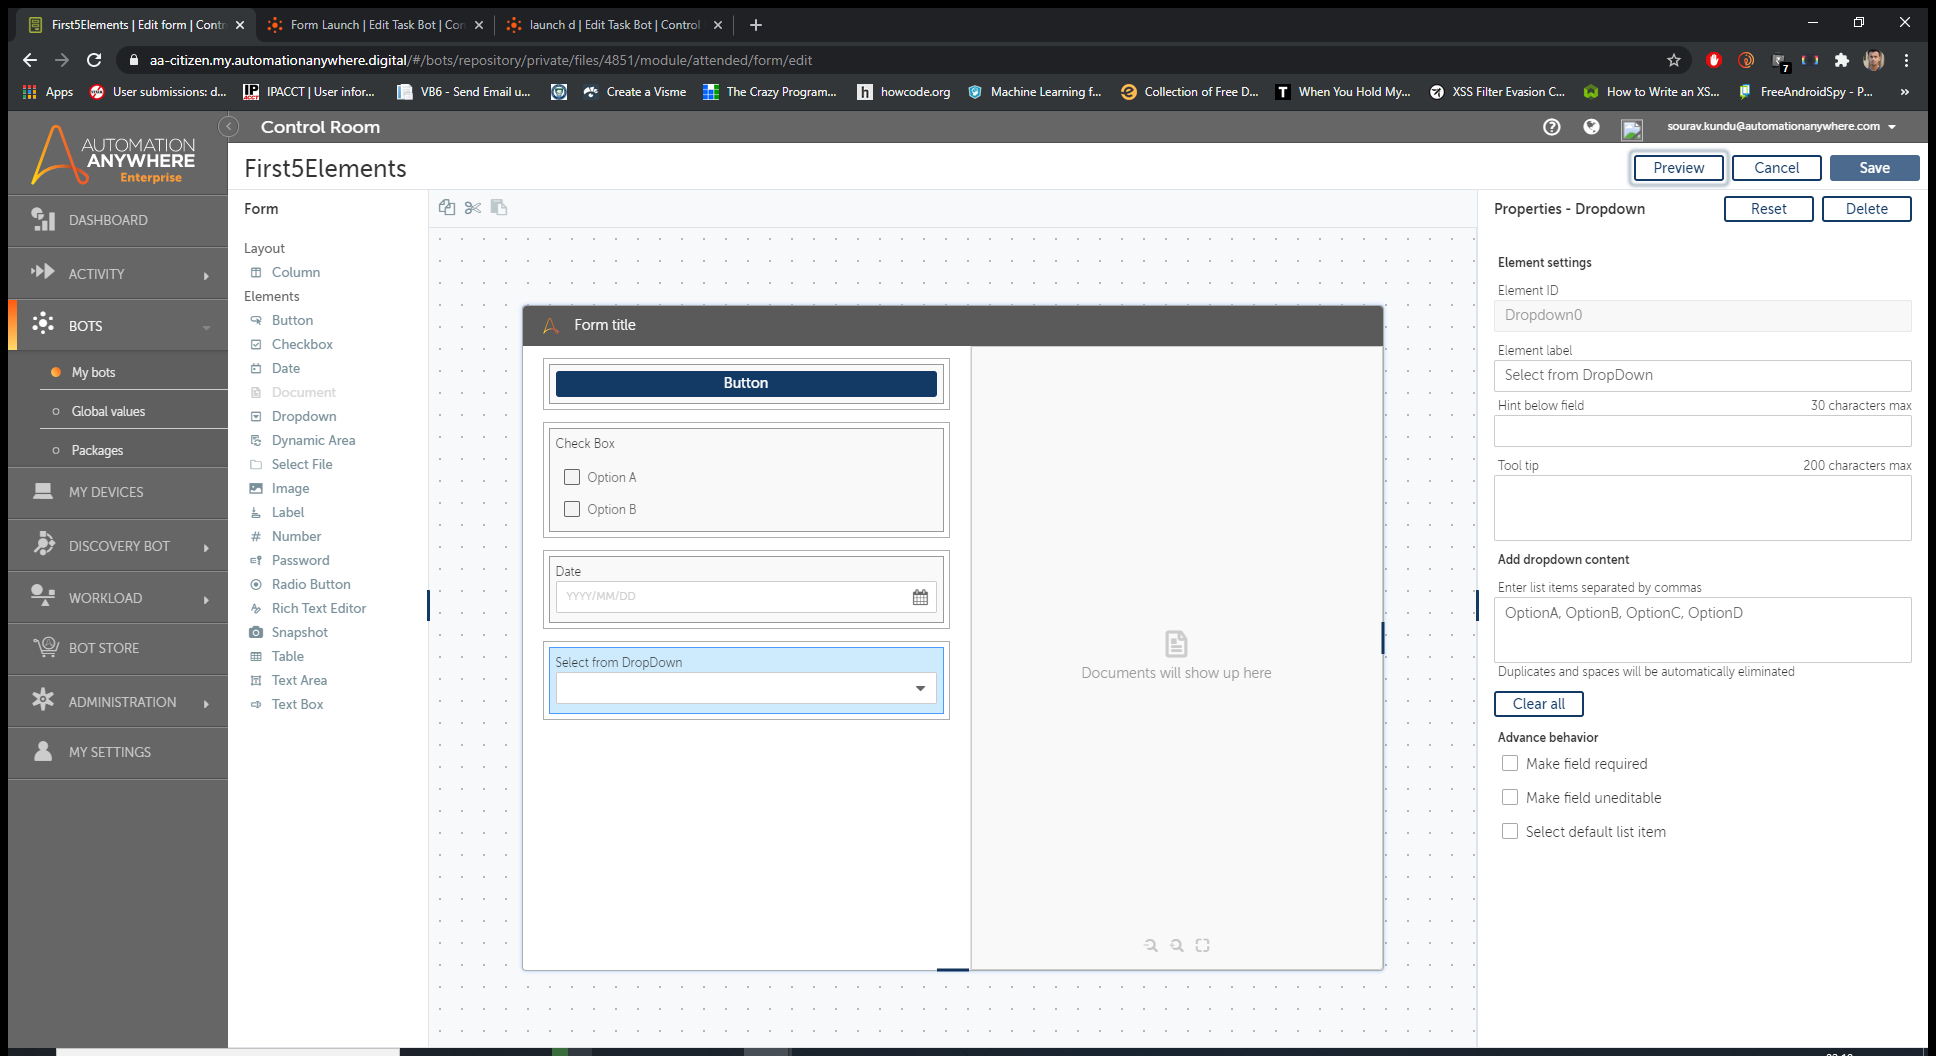 First5Elements | Edit form | Contr
Form Launch | Edit Task Bot | Con
launch d | Edit Task Bot | Control
aa-citizen.my.automationanywhere.digital/#/bots/repository/private/files/4851/module/attended/form/edit
7
Apps
User submissions: d...
IPACCT | User infor...
VB6 - Send Email u...
Create a Visme
The Crazy Program...
howcode.org
Machine Learning f...
Collection of Free D...
When You Hold My...
XSS Filter Evasion C...
How to Write an XS...
FreeAndroidSpy - P...
»
AUTOMATION
ANYWHERE
Enterprise
Control Room
sourav.kundu@automationanywhere.com
First5Elements
Preview
Cancel
Save
DASHBOARD
ACTIVITY
BOTS
My bots
Global values
Packages
MY DEVICES
DISCOVERY BOT
WORKLOAD
BOT STORE
ADMINISTRATION
MY SETTINGS
Form
Layout
Column
Elements
Button
Checkbox
Date
Document
Dropdown
Dynamic Area
Select File
Image
Label
Number
Password
Radio Button
Rich Text Editor
Snapshot
Table
Text Area
Text Box
Form title
Button
Check Box
Option A
Option B
Date
YYYY/MM/DD
Select from DropDown
Documents will show up here
Properties - Dropdown
Reset
Delete
Element settings
Element ID
Dropdown0
Element label
Select from DropDown
Hint below field
30 characters max
Tool tip
200 characters max
Add dropdown content
Enter list items separated by commas
OptionA, OptionB, OptionC, OptionD
Duplicates and spaces will be automatically eliminated
Clear all
Advance behavior
Make field required
Make field uneditable
Select default list item